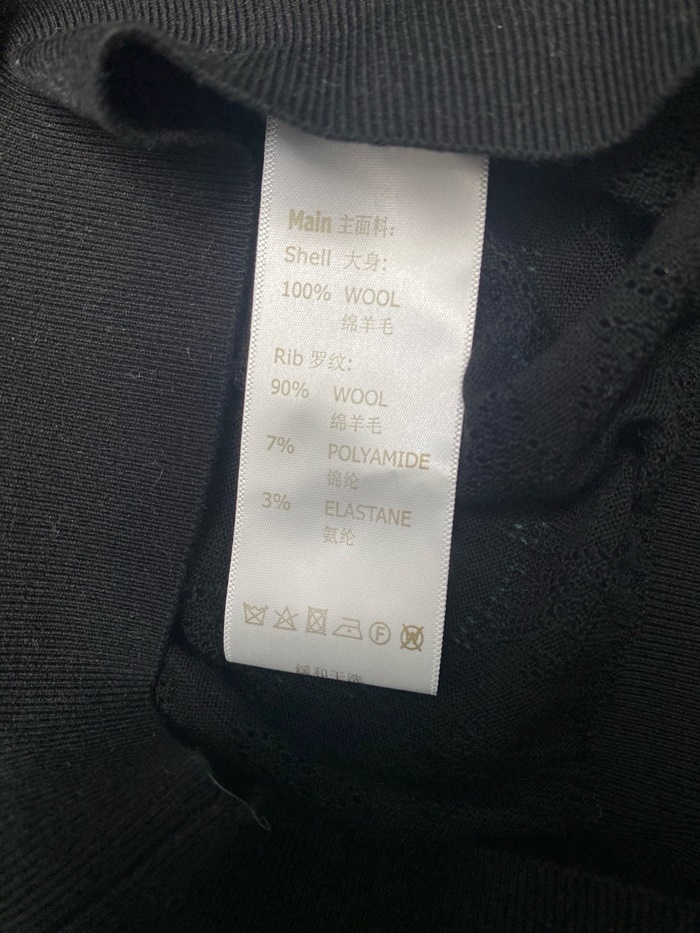 Main 主面料:
Shell 大身:
100% WOOL
绵羊毛
Rib 罗纹:
90% WOOL
绵羊毛
7% POLYAMIDE
锦纶
3% ELASTANE
氨纶
F W